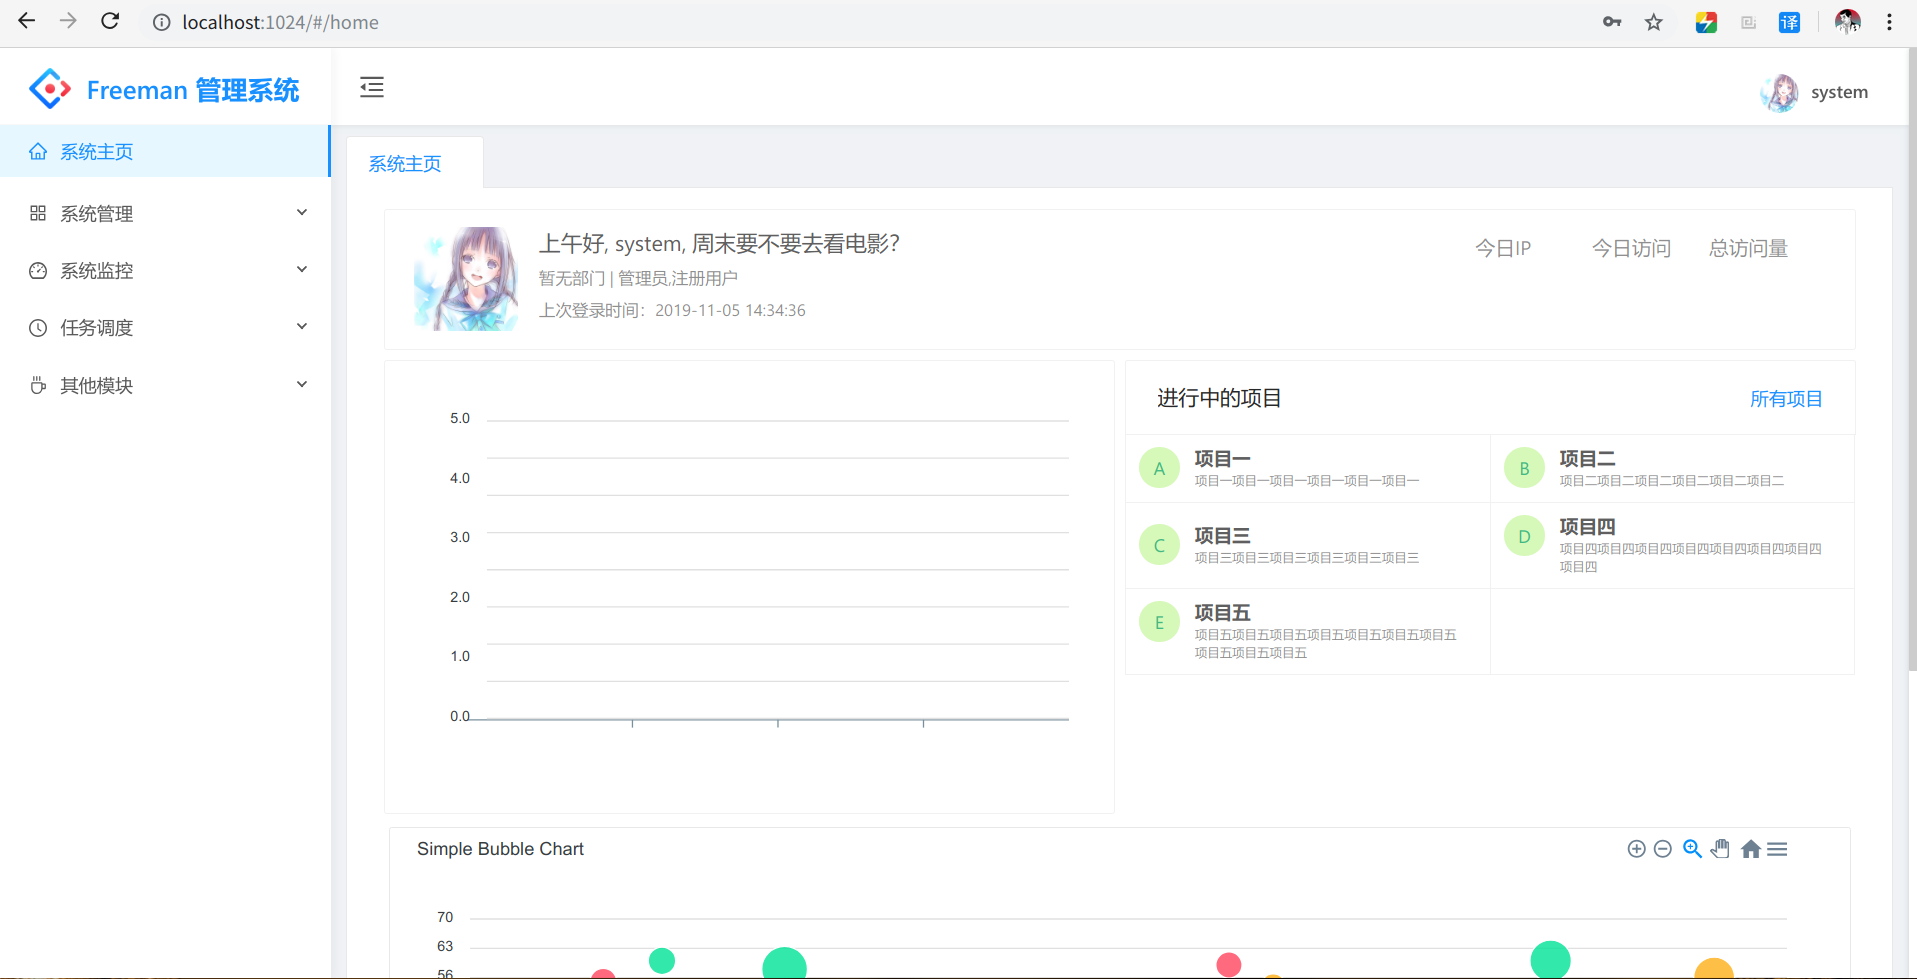 localhost:1024/#/home
译
Freeman 管理系统
system
系统主页
系统管理
系统监控
任务调度
其他模块
系统主页
上午好, system, 周末要不要去看电影?
暂无部门 | 管理员,注册用户
上次登录时间：2019-11-05 14:34:36
今日IP
今日访问
总访问量
5.0
4.0
3.0
2.0
1.0
0.0
进行中的项目
所有项目
A
项目一
项目一项目一项目一项目一项目一项目一
B
项目二
项目二项目二项目二项目二项目二项目二
C
项目三
项目三项目三项目三项目三项目三项目三
D
项目四
项目四项目四项目四项目四项目四项目四项目四
项目四
E
项目五
项目五项目五项目五项目五项目五项目五项目五
项目五项目五项目五
Simple Bubble Chart
70
63
56